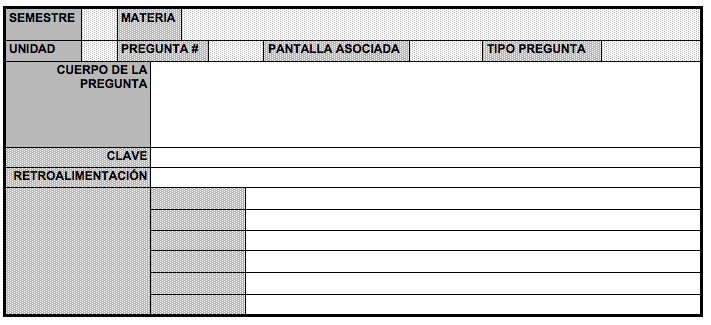 SEMESTRE MATERIA
UNIDAD PREGUNTA # PANTALLA ASOCIADA TIPO PREGUNTA
CUERPO DE LA
PREGUNTA
CLAVE
RETROALIMENTACIÓN